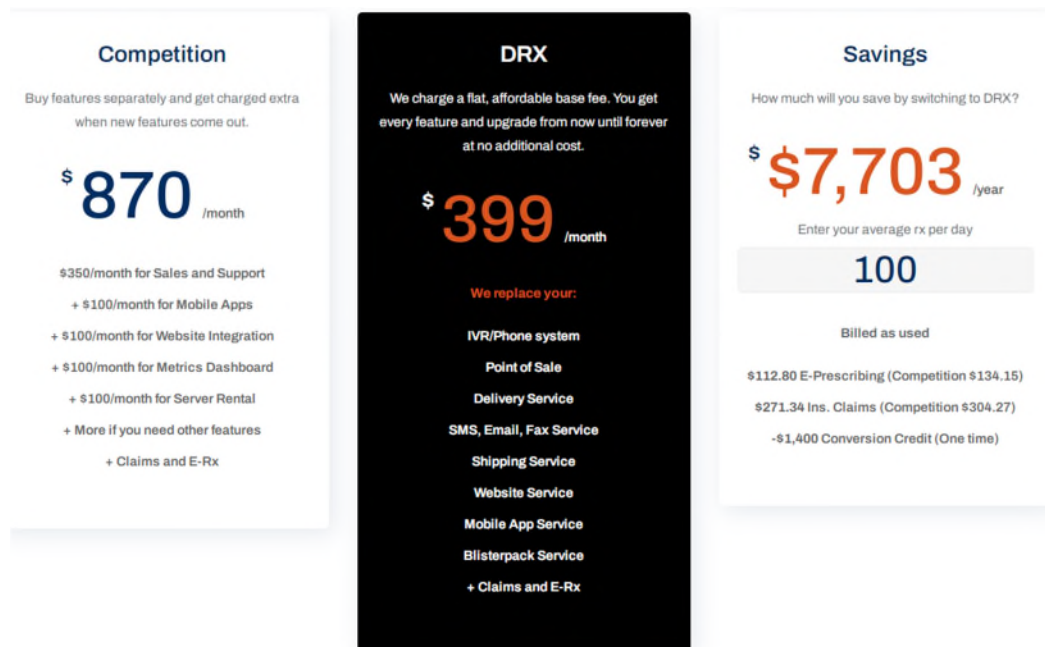 Competition
Buy features separately and get charged extra
when new features come out.
$870 /month
$350/month for Sales and Support
+ $100/month for Mobile Apps
+ $100/month for Website Integration
+ $100/month for Metrics Dashboard
+ $100/month for Server Rental
+ More if you need other features
+ Claims and E-Rx
DRX
We charge a flat, affordable base fee. You get
every feature and upgrade from now until forever
at no additional cost.
$399 /month
We replace your:
IVR/Phone system
Point of Sale
Delivery Service
SMS, Email, Fax Service
Shipping Service
Website Service
Mobile App Service
Blisterpack Service
+ Claims and E-Rx
Savings
How much will you save by switching to DRX?
$ $7,703 /year
Enter your average rx per day
100
Billed as used
$112.80 E-Prescribing (Competition $134.15)
$271.34 Ins. Claims (Competition $304.27)
-$1,400 Conversion Credit (One time)